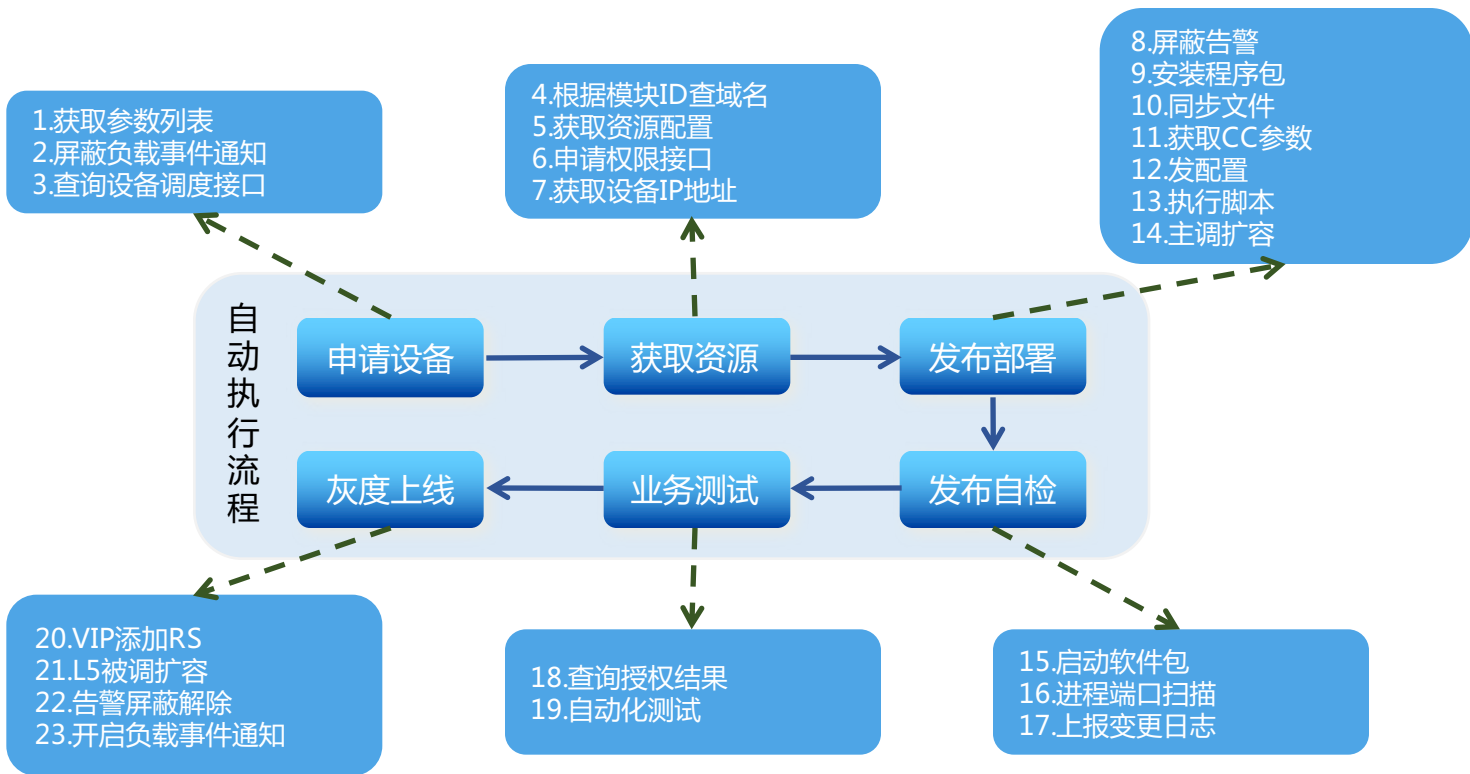 1.获取参数列表
2.屏蔽负载事件通知
3.查询设备调度接口
4.根据模块ID查域名
5.获取资源配置
6.申请权限接口
7.获取设备IP地址
8.屏蔽告警
9.安装程序包
10.同步文件
11.获取CC参数
12.发配置
13.执行脚本
14.主调扩容
自动执行流程
申请设备
获取资源
发布部署
灰度上线
业务测试
发布自检
20.VIP添加RS
21.L5被调扩容
22.告警屏蔽解除
23.开启负载事件通知
18.查询授权结果
19.自动化测试
15.启动软件包
16.进程端口扫描
17.上报变更日志